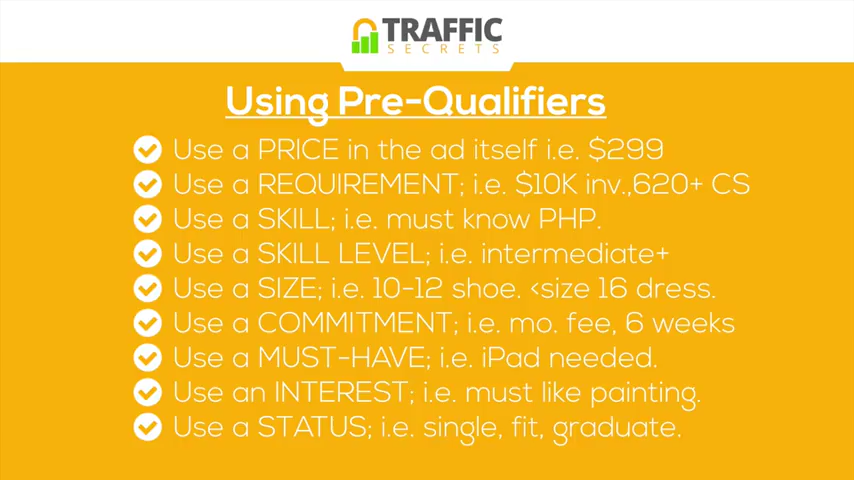 TRAFFIC
SECRETS
Using Pre-Qualifiers
Use a PRICE in the ad itself i.e. $299
Use a REQUIREMENT; i.e. $10K inv.,620+ CS
Use a SKILL; i.e. must know PHP.
Use a SKILL LEVEL; i.e. intermediate+
Use a SIZE; i.e. 10-12 shoe. <size 16 dress.
Use a COMMITMENT; i.e. mo. fee, 6 weeks
Use a MUST-HAVE; i.e. iPad needed.
Use an INTEREST; i.e. must like painting.
Use a STATUS; i.e. single, fit, graduate.